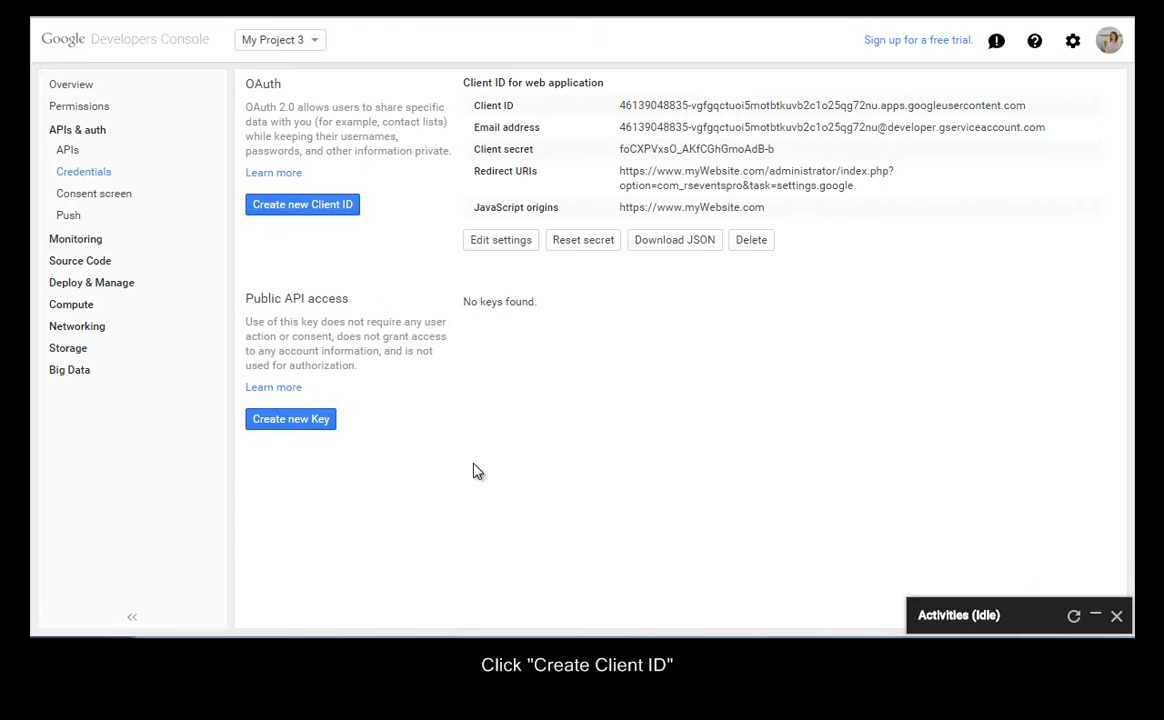 Google Developers Console
My Project 3
Sign up for a free trial.
Overview
Permissions
APIs & auth
APIs
Credentials
Consent screen
Push
Monitoring
Source Code
Deploy & Manage
Compute
Networking
Storage
Big Data
OAuth
OAuth 2.0 allows users to share specific
data with you (for example, contact lists)
while keeping their usernames,
passwords, and other information private.
Learn more
Create new Client ID
Client ID for web application
Client ID 46139048835-vgfgqctuoi5motbtkuvb2c1o25qg72nu.apps.googleusercontent.com
Email address 46139048835-vgfgqctuoi5motbtkuvb2c1o25qg72nu@developer.gserviceaccount.com
Client secret foCXPVxsO_AKfCGhGmoAdB-b
Redirect URIs https://www.myWebsite.com/administrator/index.php?
option=com_rseventspro&task=settings.google
JavaScript origins https://www.myWebsite.com
Edit settings Reset secret Download JSON Delete
Public API access
Use of this key does not require any user
action or consent, does not grant access
to any account information, and is not
used for authorization.
Learn more
Create new Key
No keys found.
Activities (Idle)
Click "Create Client ID"